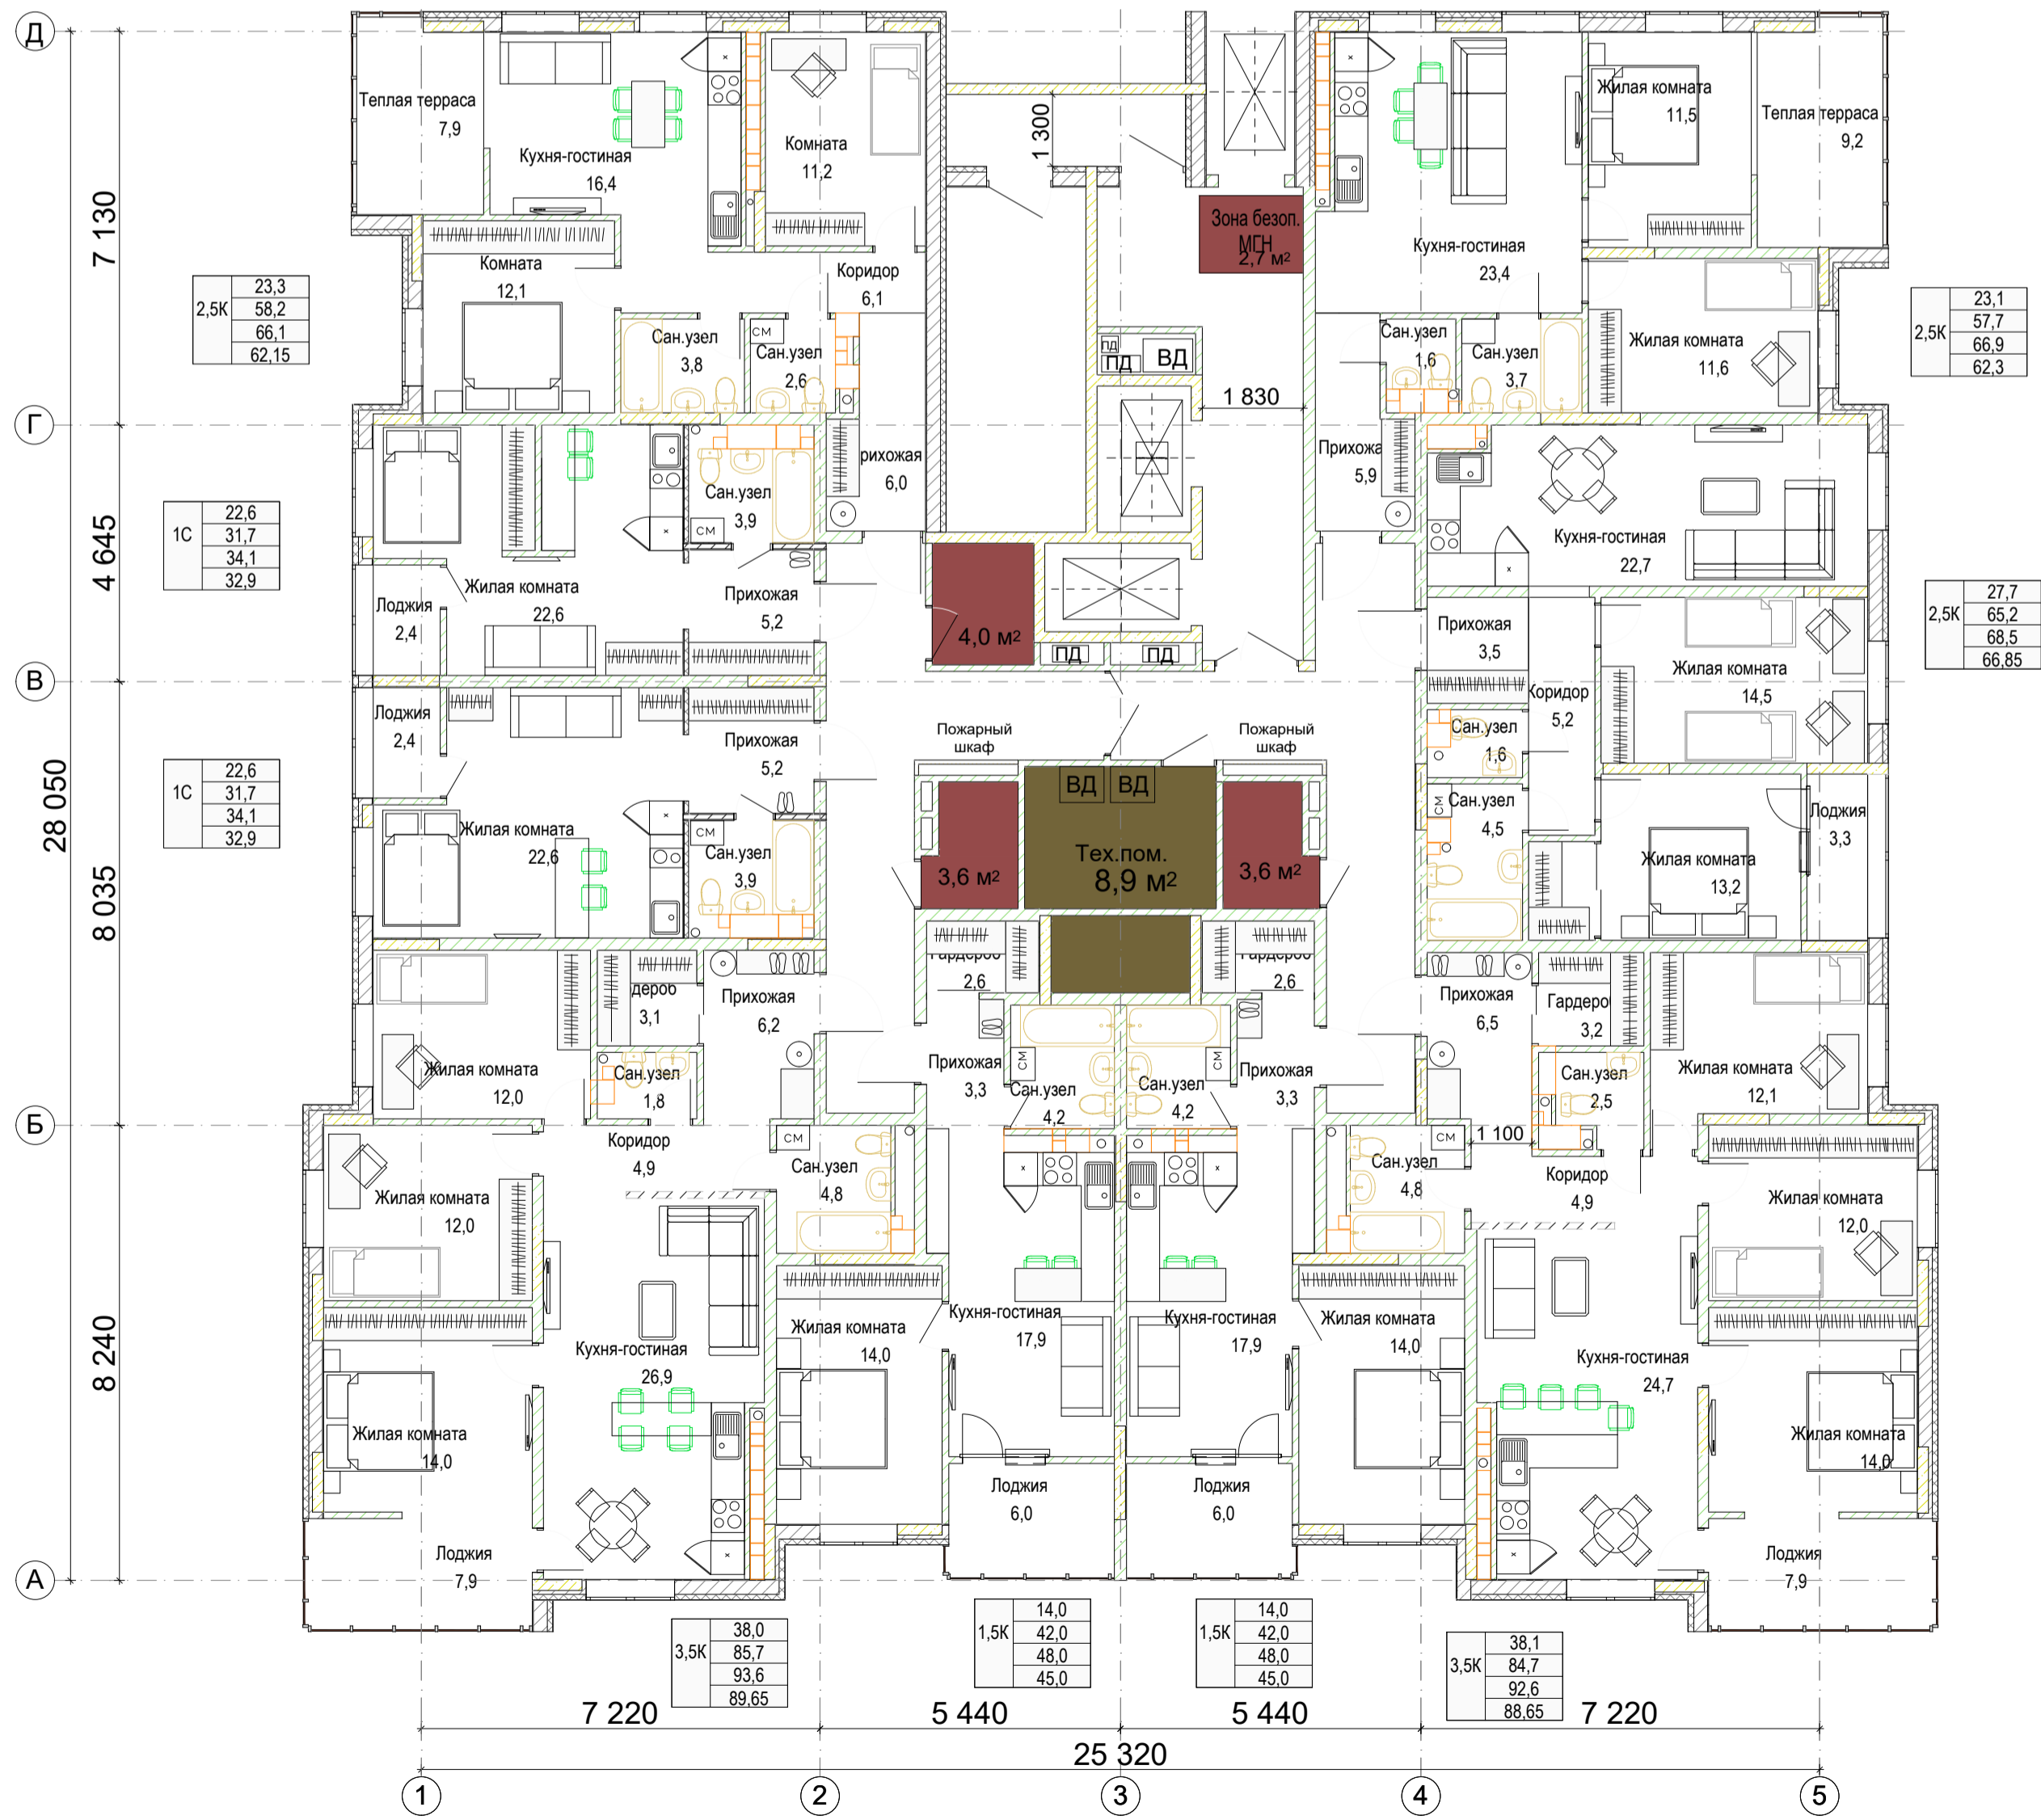 Д
Теплая терраса
7,9
Кухня-гостиная
16,4
Комната
11,2
1 300
Жилая комната
11,5
Теплая терраса
9,2
Зона безоп.
МГН
2,7 м²
Кухня-гостиная
23,4
7 130
Комната
12,1
Коридор
6,1
2,5К
23,3
58,2
66,1
62,15
Сан.узел
3,8
СМ
Сан.узел
2,6
ПД
ПД
ВД
1 830
Сан.узел
1,6
Сан.узел
3,7
Жилая комната
11,6
2,5К
23,1
57,7
66,9
62,3
Г
Сан.узел
3,9
СМ
рихожая
6,0
Прихожа
5,9
Кухня-гостиная
22,7
1С
22,6
31,7
34,1
32,9
4 645
Жилая комната
22,6
Лоджия
2,4
Прихожая
5,2
4,0 м²
ПД
ПД
Прихожая
3,5
Жилая комната
14,5
2,5К
27,7
65,2
68,5
66,85
В
Лоджия
2,4
Прихожая
5,2
Пожарный
шкаф
Пожарный
шкаф
Коридор
5,2
Сан.узел
1,6
28 050
1С
22,6
31,7
34,1
32,9
ВД
ВД
Жилая комната
22,6
СМ
Сан.узел
3,9
3,6 м²
Тех.пом.
8,9 м²
3,6 м²
СМ
Сан.узел
4,5
Жилая комната
13,2
Лоджия
3,3
8 035
дероб
3,1
Прихожая
6,2
Гардероб
2,6
Гардероб
2,6
Прихожая
6,5
Гардероб
3,2
Жилая комната
12,0
Сан.узел
1,8
Прихожая
3,3
СМ
Сан.узел
4,2
Сан.узел
4,2
СМ
Прихожая
3,3
Сан.узел
2,5
Жилая комната
12,1
Б
Коридор
4,9
СМ
Сан.узел
4,8
Сан.узел
4,8
СМ
1 100
Коридор
4,9
Жилая комната
12,0
Жилая комната
12,0
8 240
Кухня-гостиная
26,9
Жилая комната
14,0
Кухня-гостиная
17,9
Кухня-гостиная
17,9
Жилая комната
14,0
Кухня-гостиная
24,7
Жилая комната
14,0
Жилая комната
14,0
Лоджия
6,0
Лоджия
6,0
Лоджия
7,9
Лоджия
7,9
А
3,5К
38,0
85,7
93,6
89,65
1,5К
14,0
42,0
48,0
45,0
1,5К
14,0
42,0
48,0
45,0
3,5К
38,1
84,7
92,6
88,65
7 220
5 440
5 440
7 220
25 320
1
2
3
4
5